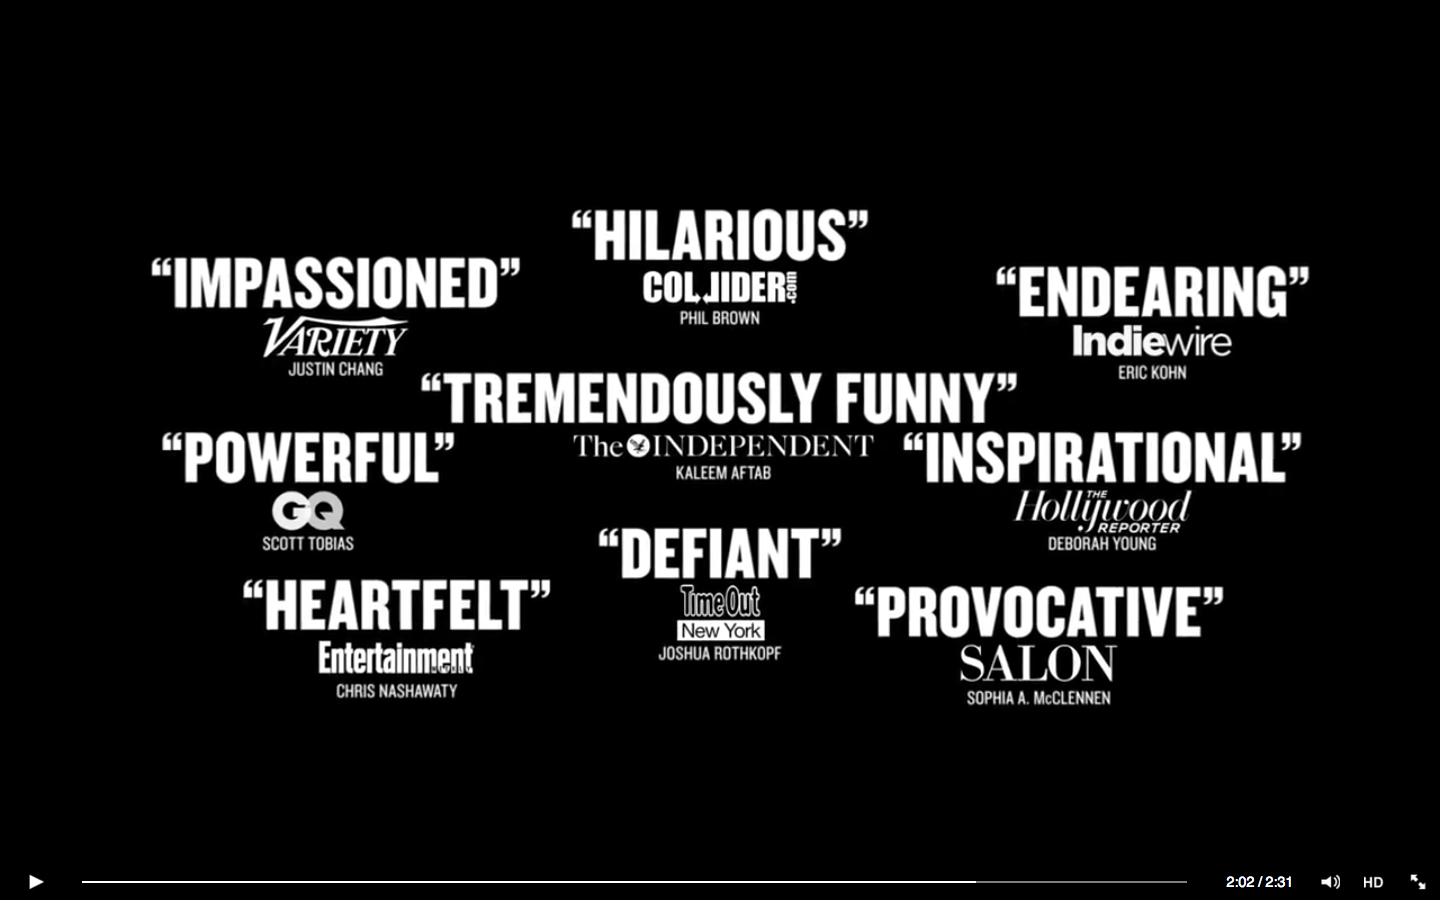 “HILARIOUS”
COLLIDER.com
PHIL BROWN
“IMPASSIONED”
VARIETY
JUSTIN CHANG
“ENDEARING”
Indiewire
ERIC KOHN
“TREMENDOUSLY FUNNY”
The INDEPENDENT
KALEEM AFTAB
“POWERFUL”
GQ
SCOTT TOBIAS
“INSPIRATIONAL”
THE
Hollywood
REPORTER
DEBORAH YOUNG
“DEFIANT”
Time Out
New York
JOSHUA ROTHKOPF
“HEARTFELT”
Entertainment
WEEKLY
CHRIS NASHAWATY
“PROVOCATIVE”
SALON
SOPHIA A. McCLENNEN
2:02 / 2:31 HD